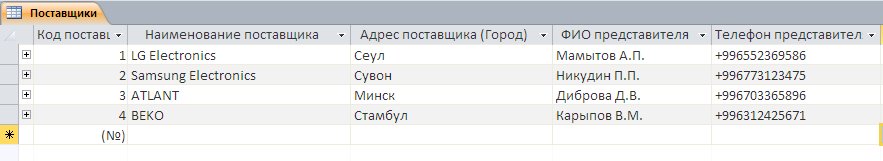 Поставщики
Код поставщ Наименование поставщика Адрес поставщика (Город) ФИО представителя Телефон представител
1 LG Electronics Сеул Мамытов А.П. +996552369586
2 Samsung Electronics Сувон Никудин П.П. +996773123475
3 ATLANT Минск Диброва Д.В. +996703365896
4 BEKO Стамбул Карыпов В.М. +996312425671
(№)